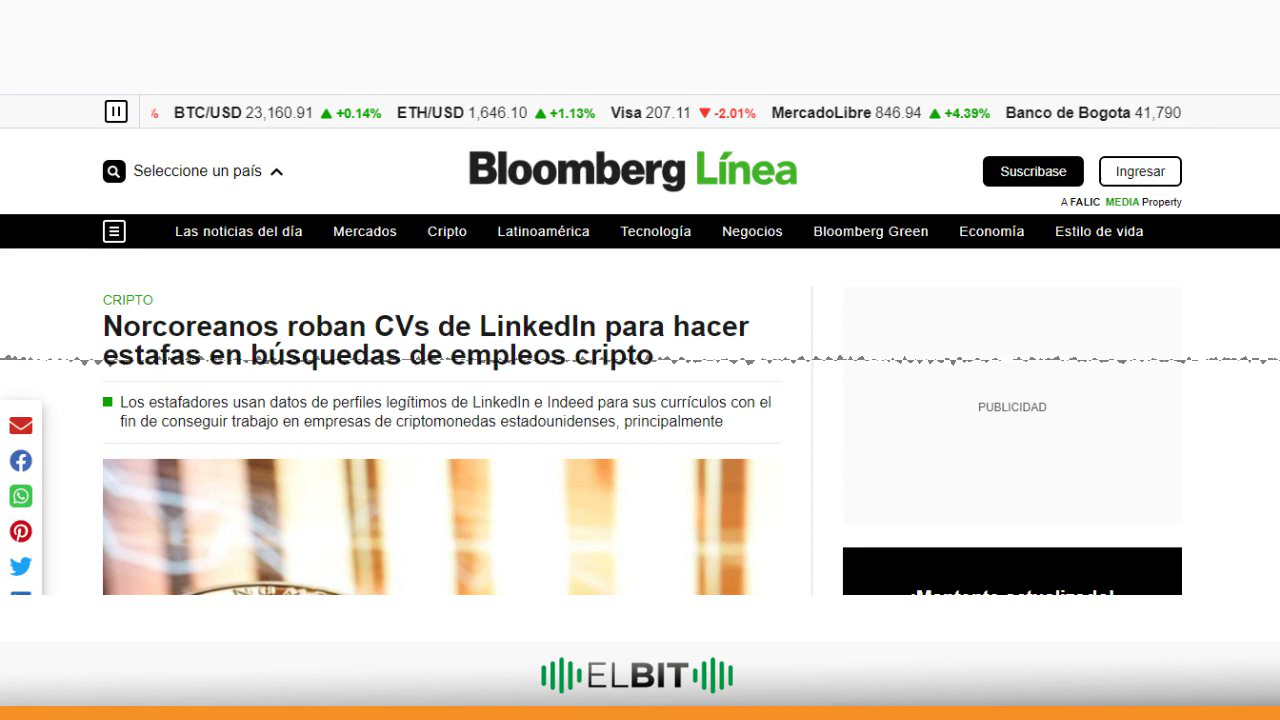 % BTC/USD 23,160.91 +0.14% ETH/USD 1,646.10 +1.13% Visa 207.11 -2.01% MercadoLibre 846.94 +4.39% Banco de Bogota 41,790
Seleccione un país
Bloomberg Línea
Suscribase
Ingresar
A FALIC MEDIA Property
Las noticias del día Mercados Cripto Latinoamérica Tecnología Negocios Bloomberg Green Economía Estilo de vida
CRIPTO
Norcoreanos roban CVs de LinkedIn para hacer
estafas en búsquedas de empleos cripto
Los estafadores usan datos de perfiles legítimos de LinkedIn e Indeed para sus currículos con el
fin de conseguir trabajo en empresas de criptomonedas estadounidenses, principalmente
PUBLICIDAD
¡Mantente actualizado!
ELBIT